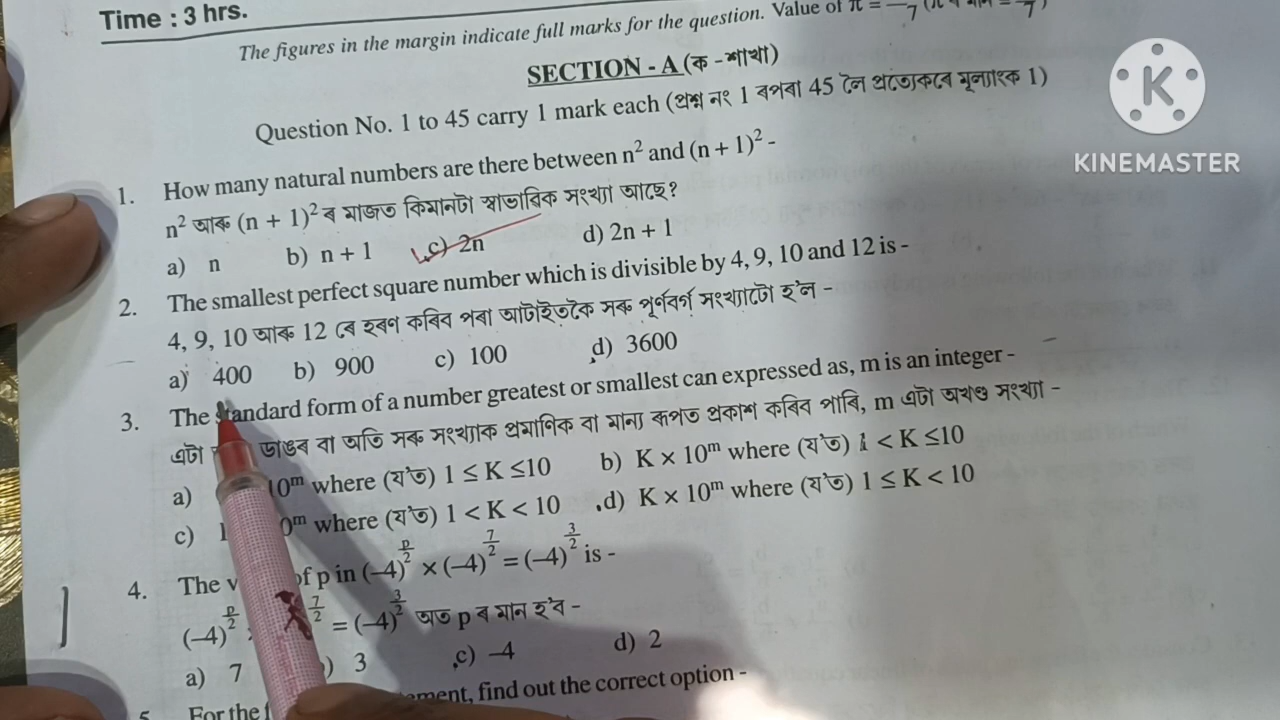 Time : 3 hrs.
The figures in the margin indicate full marks for the question. Value of π =
SECTION - A (ক -শাখা)
Question No. 1 to 45 carry 1 mark each (প্ৰশ্ন নং 1 ৰপৰা 45 লৈ প্ৰত্যেকৰে মূল্যাংক 1)
KINEMASTER
1. How many natural numbers are there between n² and (n + 1)² -
n² আৰু (n + 1)² ৰ মাজত কিমানটা স্বাভাৱিক সংখ্যা আছে?
a) n b) n + 1 c) 2n d) 2n + 1
2. The smallest perfect square number which is divisible by 4, 9, 10 and 12 is -
4, 9, 10 আৰু 12 ৰে হৰণ কৰিব পৰা আটাইতকৈ সৰু পূৰ্ণবৰ্গ সংখ্যাটো হ'ল -
a) 400 b) 900 c) 100 d) 3600
3. The standard form of a number greatest or smallest can expressed as, m is an integer -
এটা ডাঙৰ বা অতি সৰু সংখ্যাক প্ৰমাণিক বা মান্য ৰূপত প্ৰকাশ কৰিব পাৰি, m এটা অখণ্ড সংখ্যা -
a) 10ᵐ where (য'ত) 1 ≤ K ≤10 b) K × 10ᵐ where (য'ত) 1 < K ≤10
c) 0ᵐ where (য'ত) 1 < K < 10 d) K × 10ᵐ where (য'ত) 1 ≤ K < 10
4. The of p in (–4)^(p/2) × (–4)^(7/2) = (–4)^(3/2) is -
(–4)^(p/2) 7/2 = (–4)^(3/2) অত p ৰ মান হ'ব -
a) 7 ) 3 c) –4 d) 2
5. For the find out the correct option -